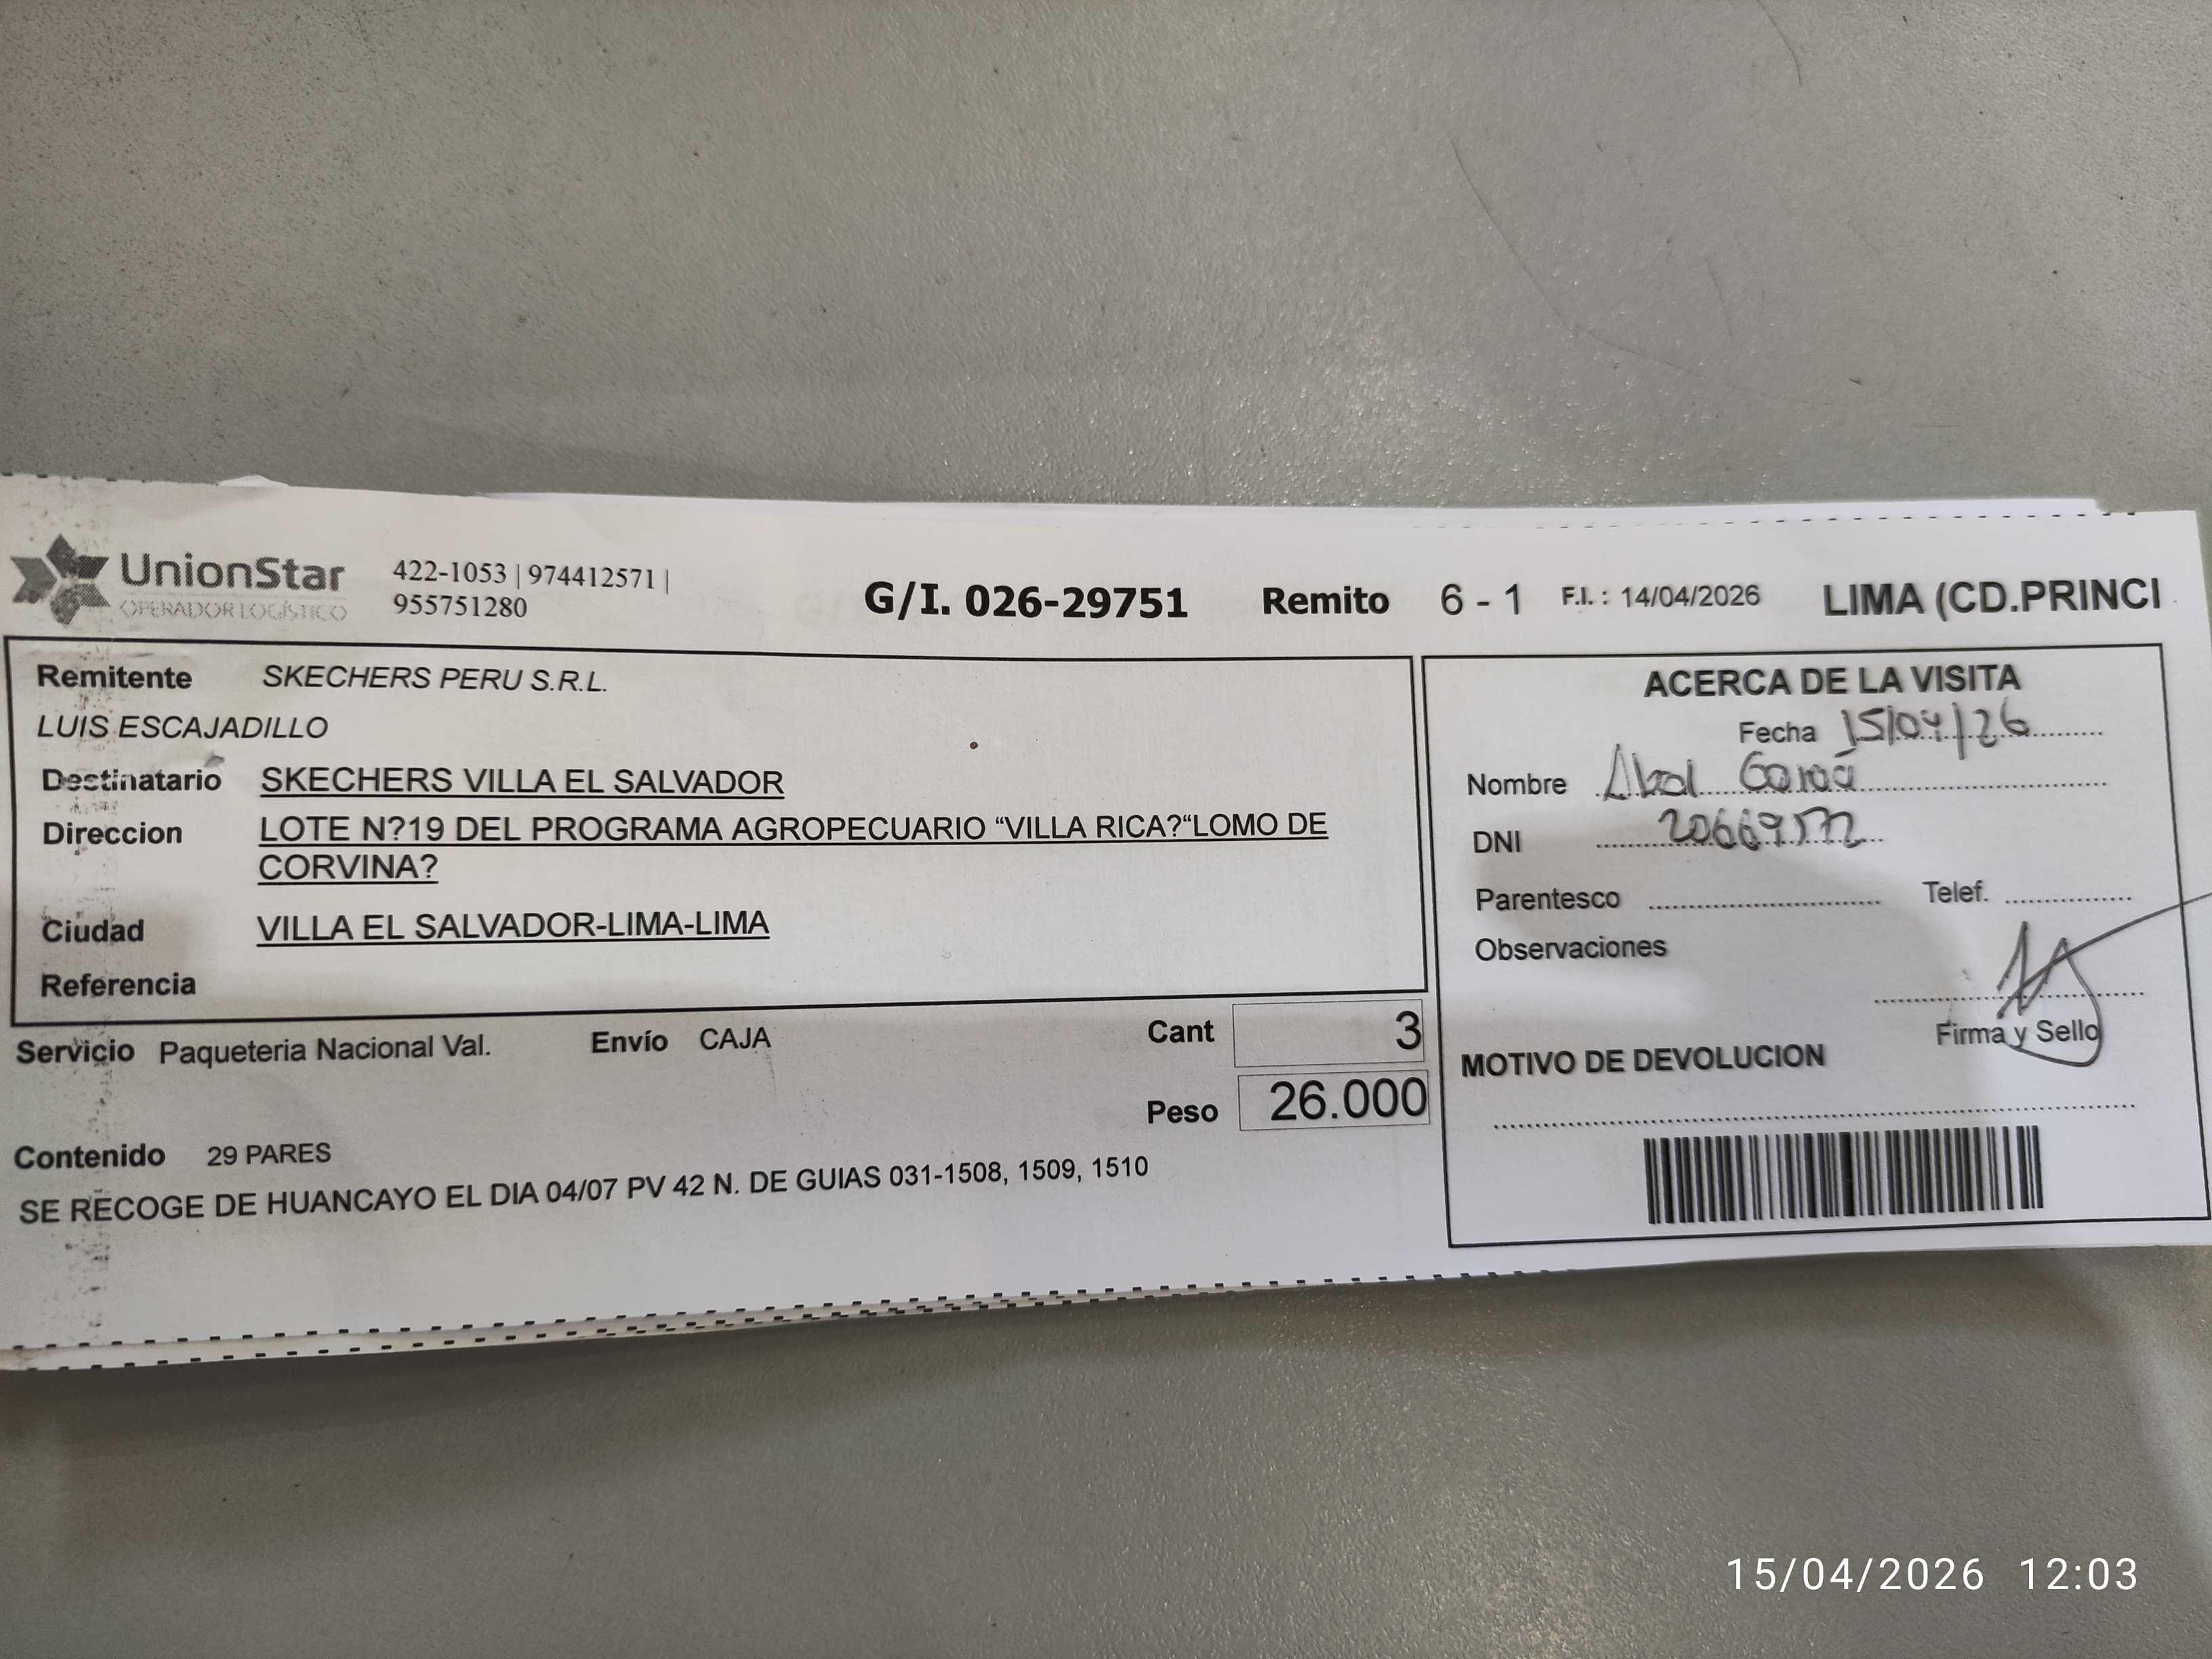 UnionStar
OPERADOR LOGÍSTICO
422-1053 | 974412571 |
955751280
G/I. 026-29751 Remito 6 - 1 F.I. : 14/04/2026 LIMA (CD.PRINCI
Remitente SKECHERS PERU S.R.L.
LUIS ESCAJADILLO
Destinatario SKECHERS VILLA EL SALVADOR
Direccion LOTE N?19 DEL PROGRAMA AGROPECUARIO “VILLA RICA?“LOMO DE
CORVINA?
Ciudad VILLA EL SALVADOR-LIMA-LIMA
Referencia
Servicio Paqueteria Nacional Val. Envío CAJA
Cant 3
Peso 26.000
Contenido 29 PARES
SE RECOGE DE HUANCAYO EL DIA 04/07 PV 42 N. DE GUIAS 031-1508, 1509, 1510
ACERCA DE LA VISITA
Fecha 15/04/26
Nombre
DNI
Parentesco Telef.
Observaciones
Firma y Sello
MOTIVO DE DEVOLUCION
15/04/2026 12:03